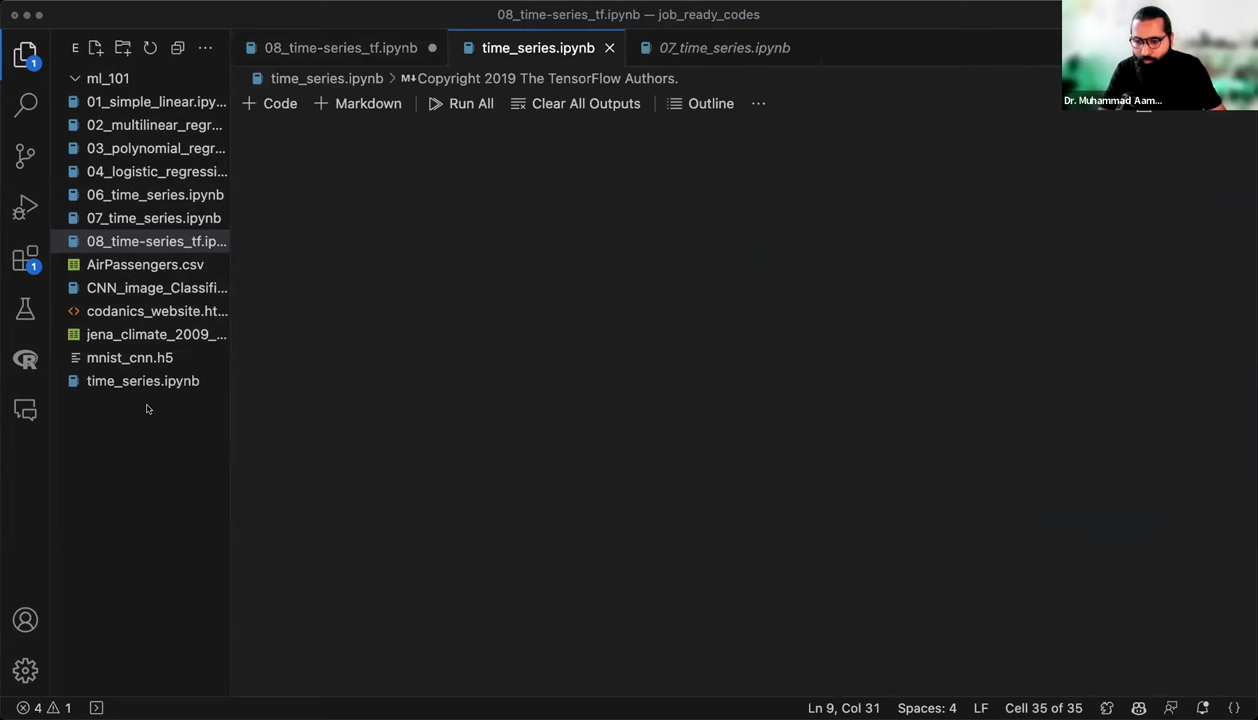 08_time-series_tf.ipynb — job_ready_codes
E
08_time-series_tf.ipynb
time_series.ipynb
07_time_series.ipynb
1
ml_101
time_series.ipynb > M↓Copyright 2019 The TensorFlow Authors.
Dr. Muhammad Aam...
01_simple_linear.ipy...
+ Code + Markdown Run All Clear All Outputs Outline ...
02_multilinear_regr...
03_polynomial_regr...
04_logistic_regressi...
06_time_series.ipynb
07_time_series.ipynb
08_time-series_tf.ip...
AirPassengers.csv
1
CNN_image_Classifi...
codanics_website.ht...
jena_climate_2009_...
mnist_cnn.h5
time_series.ipynb
R
4 1
Ln 9, Col 31 Spaces: 4 LF Cell 35 of 35